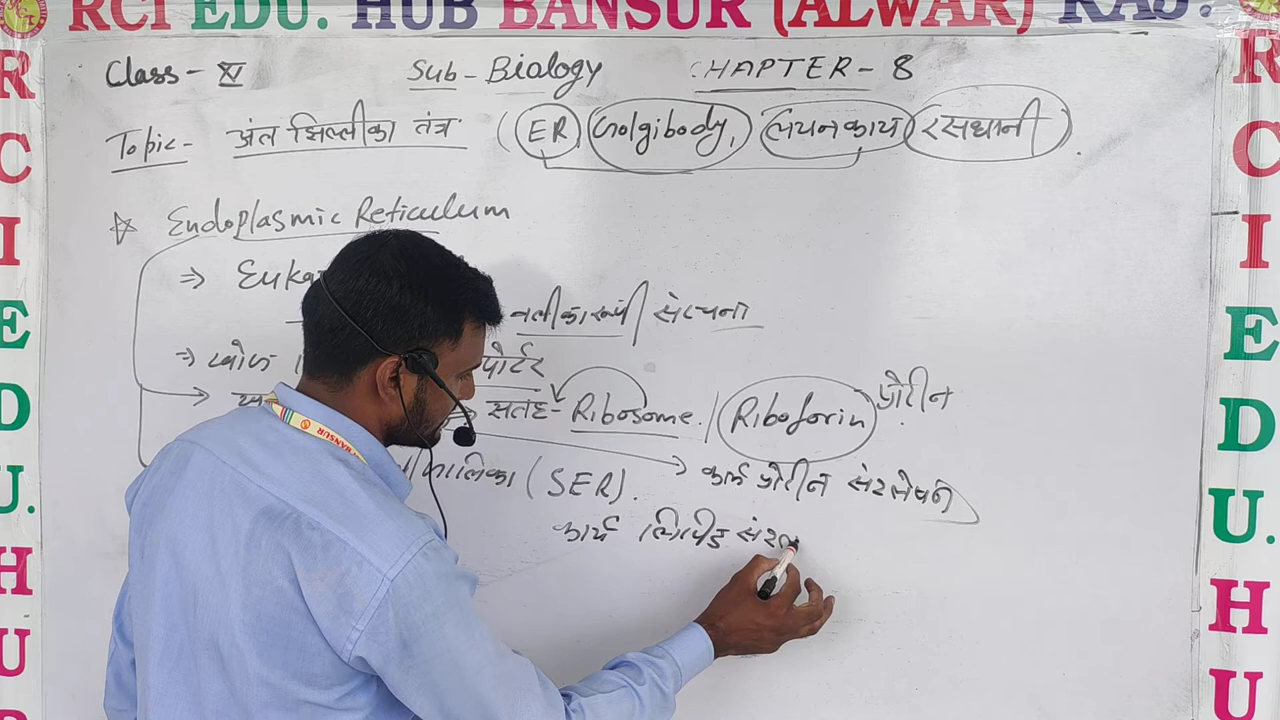 RCI EDU. HUB BANSUR (ALWAR) RAJ.
Class - XI Sub - Biology CHAPTER - 8
Topic - अंत झिल्लीका तंत्र (ER, Golgibody, लयनकाय रसधानी)
☆ Endoplasmic Reticulum
⇒ Euka
नलीकारूपी संरचना
⇒ पोर्टर
→ ⇒ सतह - Ribosome. / Riboforin प्रोटीन
कार्य प्रोटीन संश्लेषण
नालिका (SER).
कार्य लिपीड संश्ल
R C I E D U. H U
R C I E D U. H U
BANSUR